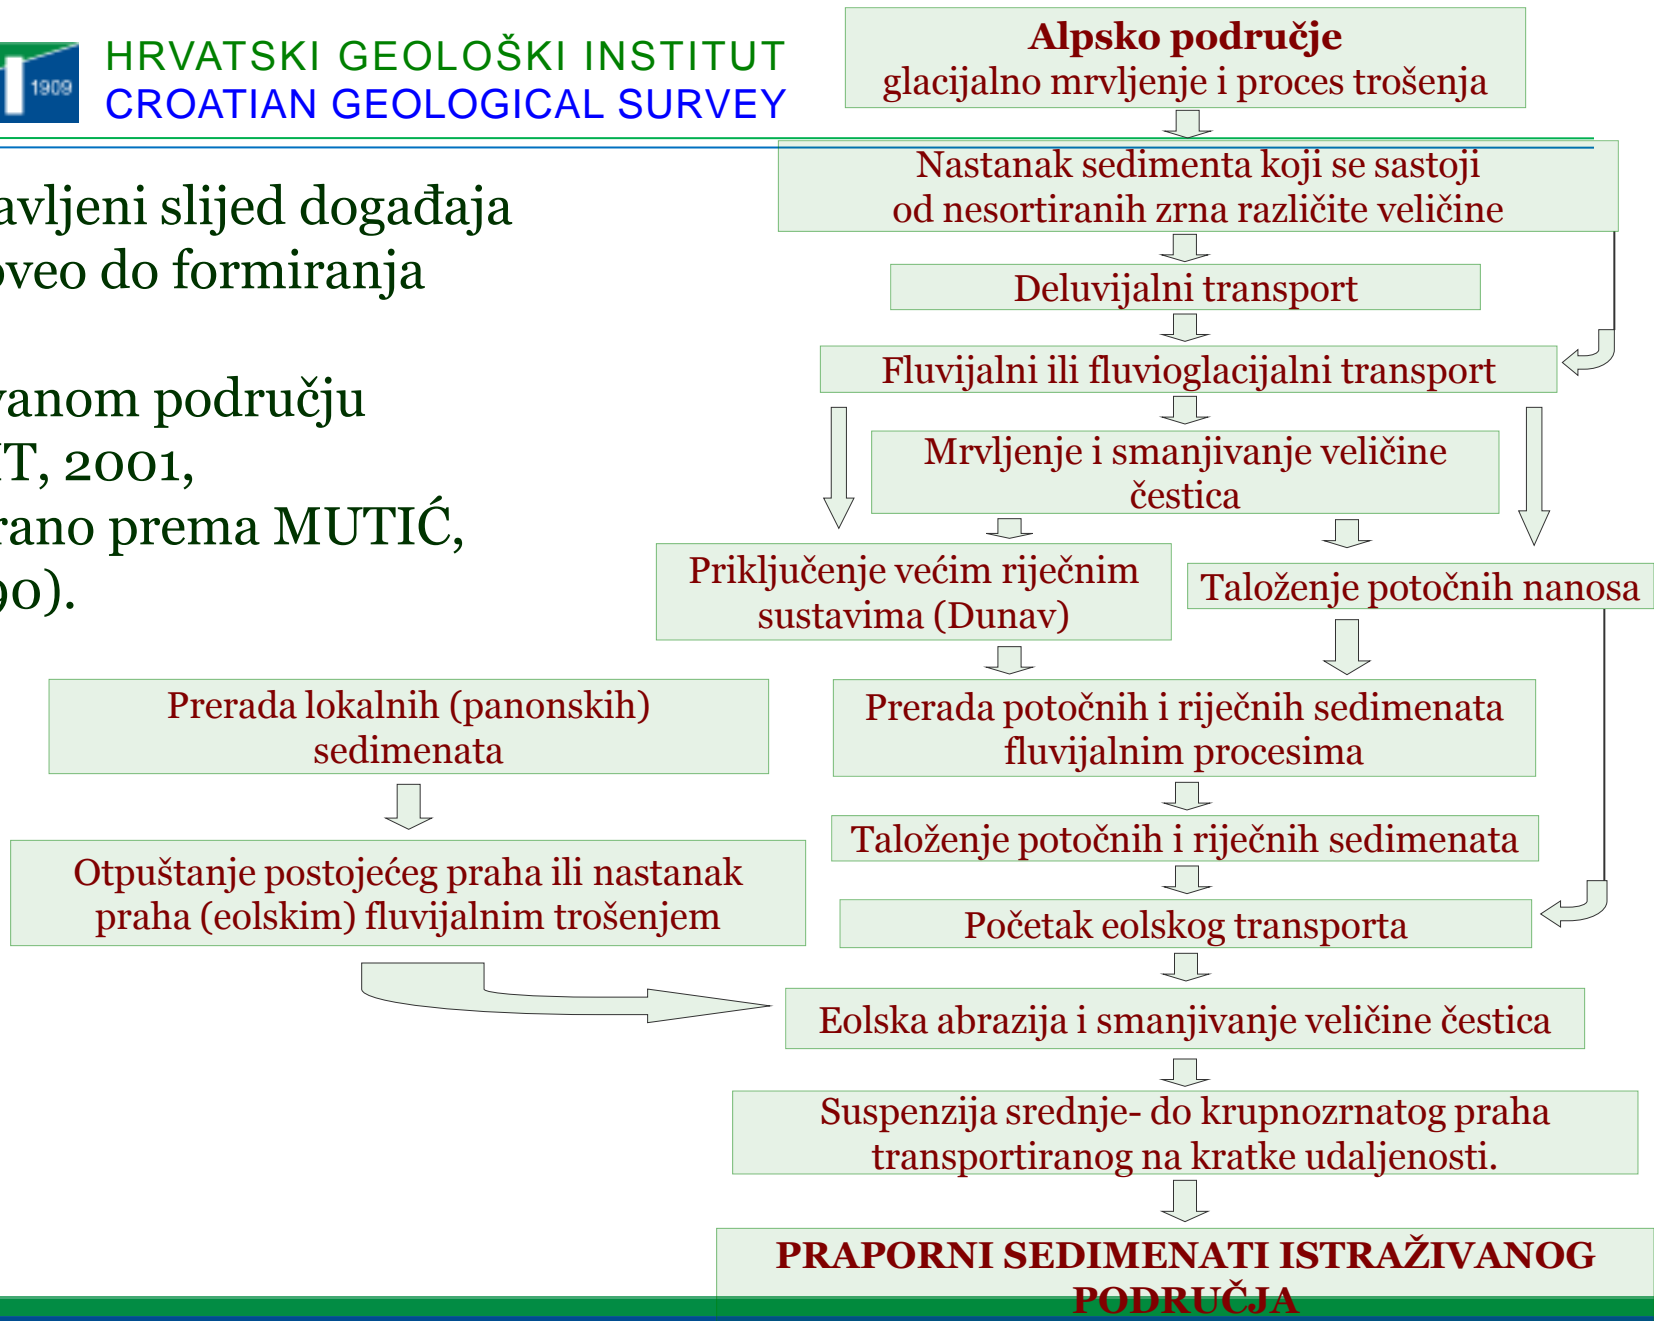 1909
HRVATSKI GEOLOŠKI INSTITUT
CROATIAN GEOLOGICAL SURVEY
avljeni slijed događaja
oveo do formiranja
vanom području
IT, 2001,
rano prema MUTIĆ,
90).
Alpsko područje
glacijalno mrvljenje i proces trošenja
Nastanak sedimenta koji se sastoji
od nesortiranih zrna različite veličine
Deluvijalni transport
Fluvijalni ili fluvioglacijalni transport
Mrvljenje i smanjivanje veličine
čestica
Priključenje većim riječnim
sustavima (Dunav)
Taloženje potočnih nanosa
Prerada lokalnih (panonskih)
sedimenata
Prerada potočnih i riječnih sedimenata
fluvijalnim procesima
Taloženje potočnih i riječnih sedimenata
Otpuštanje postojećeg praha ili nastanak
praha (eolskim) fluvijalnim trošenjem
Početak eolskog transporta
Eolska abrazija i smanjivanje veličine čestica
Suspenzija srednje- do krupnozrnatog praha
transportiranog na kratke udaljenosti.
PRAPORNI SEDIMENATI ISTRAŽIVANOG
PODRUČJA